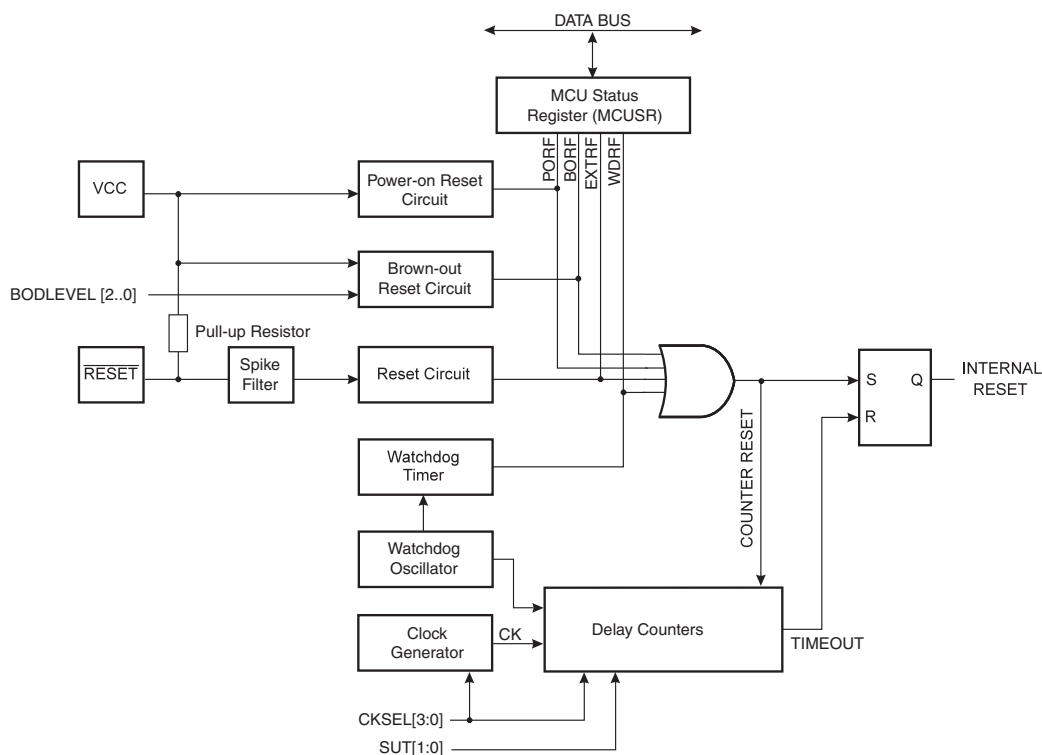 DATA BUS
MCU Status
Register (MCUSR)
PORF
BORF
EXTRF
WDRF
VCC
Power-on Reset
Circuit
Brown-out
Reset Circuit
BODLEVEL [2..0]
Pull-up Resistor
RESET
Spike
Filter
Reset Circuit
S
Q
R
INTERNAL
RESET
COUNTER RESET
Watchdog
Timer
Watchdog
Oscillator
Clock
Generator
CK
Delay Counters
TIMEOUT
CKSEL[3:0]
SUT[1:0]